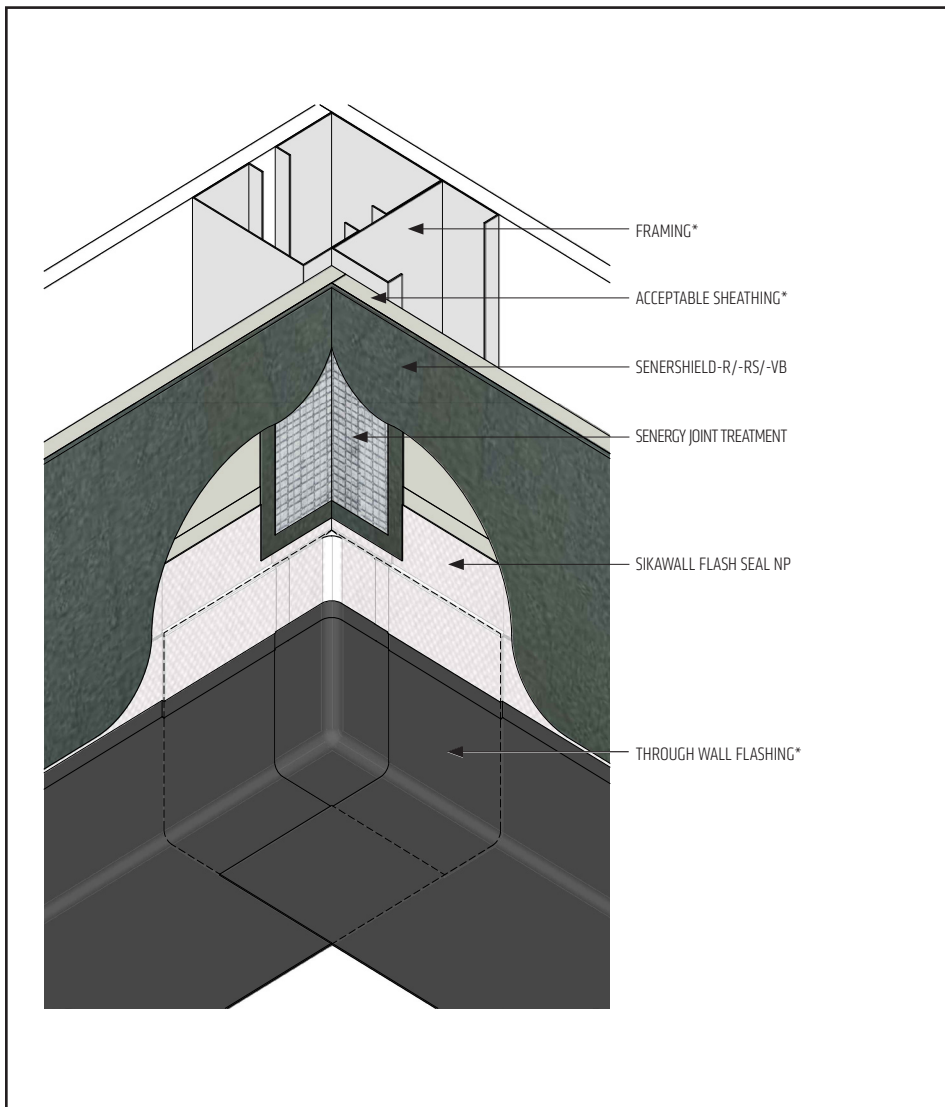 FRAMING*
ACCEPTABLE SHEATHING*
SENERSHIELD-R/-RS/-VB
SENERGY JOINT TREATMENT
SIKAWALL FLASH SEAL NP
THROUGH WALL FLASHING*